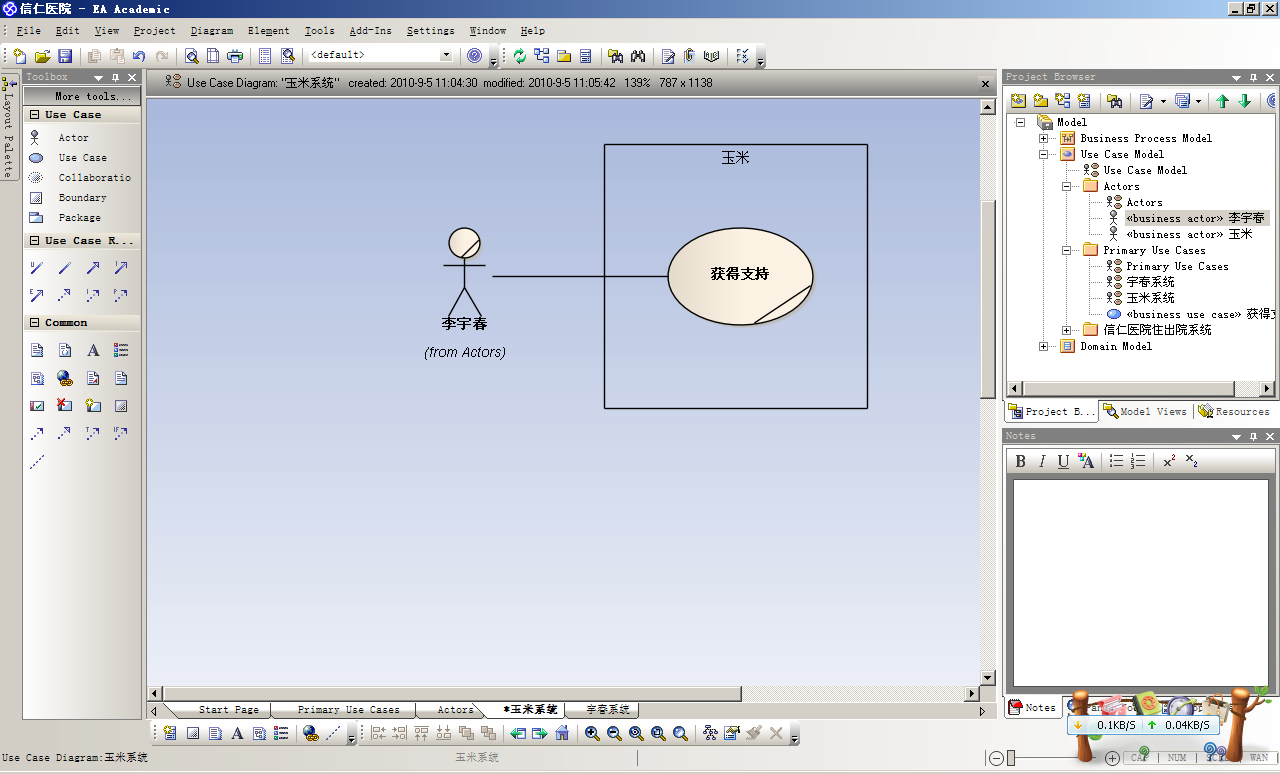 信仁医院 - EA Academic
File Edit View Project Diagram Element Tools Add-Ins Settings Window Help
<default>
Layout Palette
Toolbox
More tools...
Use Case
Actor
Use Case
Collaboratio
Boundary
Package
Use Case R...
Common
Use Case Diagram: "玉米系统" created: 2010-9-5 11:04:30 modified: 2010-9-5 11:05:42 139% 787 x 1138
玉米
获得支持
李宇春
(from Actors)
Start Page Primary Use Cases Actors *玉米系统 宇春系统
Project Browser
Model
Business Process Model
Use Case Model
Use Case Model
Actors
Actors
«business actor» 李宇春
«business actor» 玉米
Primary Use Cases
Primary Use Cases
宇春系统
玉米系统
«business use case» 获得
信仁医院住出院系统
Domain Model
Project B... Model Views Resources
Notes
B I U A
Notes
0.1KB/S 0.04KB/S
Use Case Diagram:玉米系统 玉米系统
CAP NUM WAN